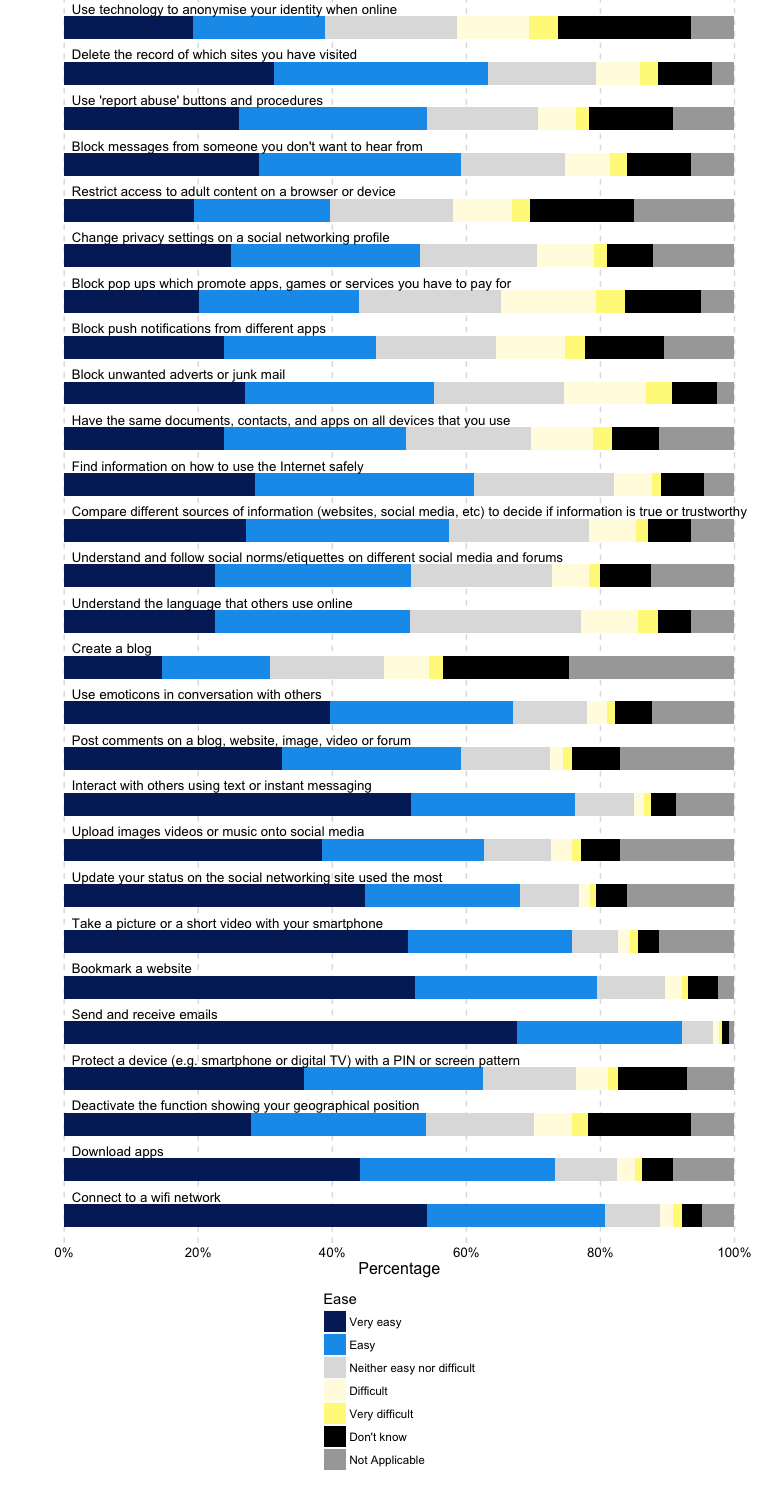 Use technology to anonymise your identity when online
Delete the record of which sites you have visited
Use 'report abuse' buttons and procedures
Block messages from someone you don't want to hear from
Restrict access to adult content on a browser or device
Change privacy settings on a social networking profile
Block pop ups which promote apps, games or services you have to pay for
Block push notifications from different apps
Block unwanted adverts or junk mail
Have the same documents, contacts, and apps on all devices that you use
Find information on how to use the Internet safely
Compare different sources of information (websites, social media, etc) to decide if information is true or trustworthy
Understand and follow social norms/etiquettes on different social media and forums
Understand the language that others use online
Create a blog
Use emoticons in conversation with others
Post comments on a blog, website, image, video or forum
Interact with others using text or instant messaging
Upload images videos or music onto social media
Update your status on the social networking site used the most
Take a picture or a short video with your smartphone
Bookmark a website
Send and receive emails
Protect a device (e.g. smartphone or digital TV) with a PIN or screen pattern
Deactivate the function showing your geographical position
Download apps
Connect to a wifi network
0% 20% 40% 60% 80% 100%
Percentage
Ease
Very easy
Easy
Neither easy nor difficult
Difficult
Very difficult
Don't know
Not Applicable